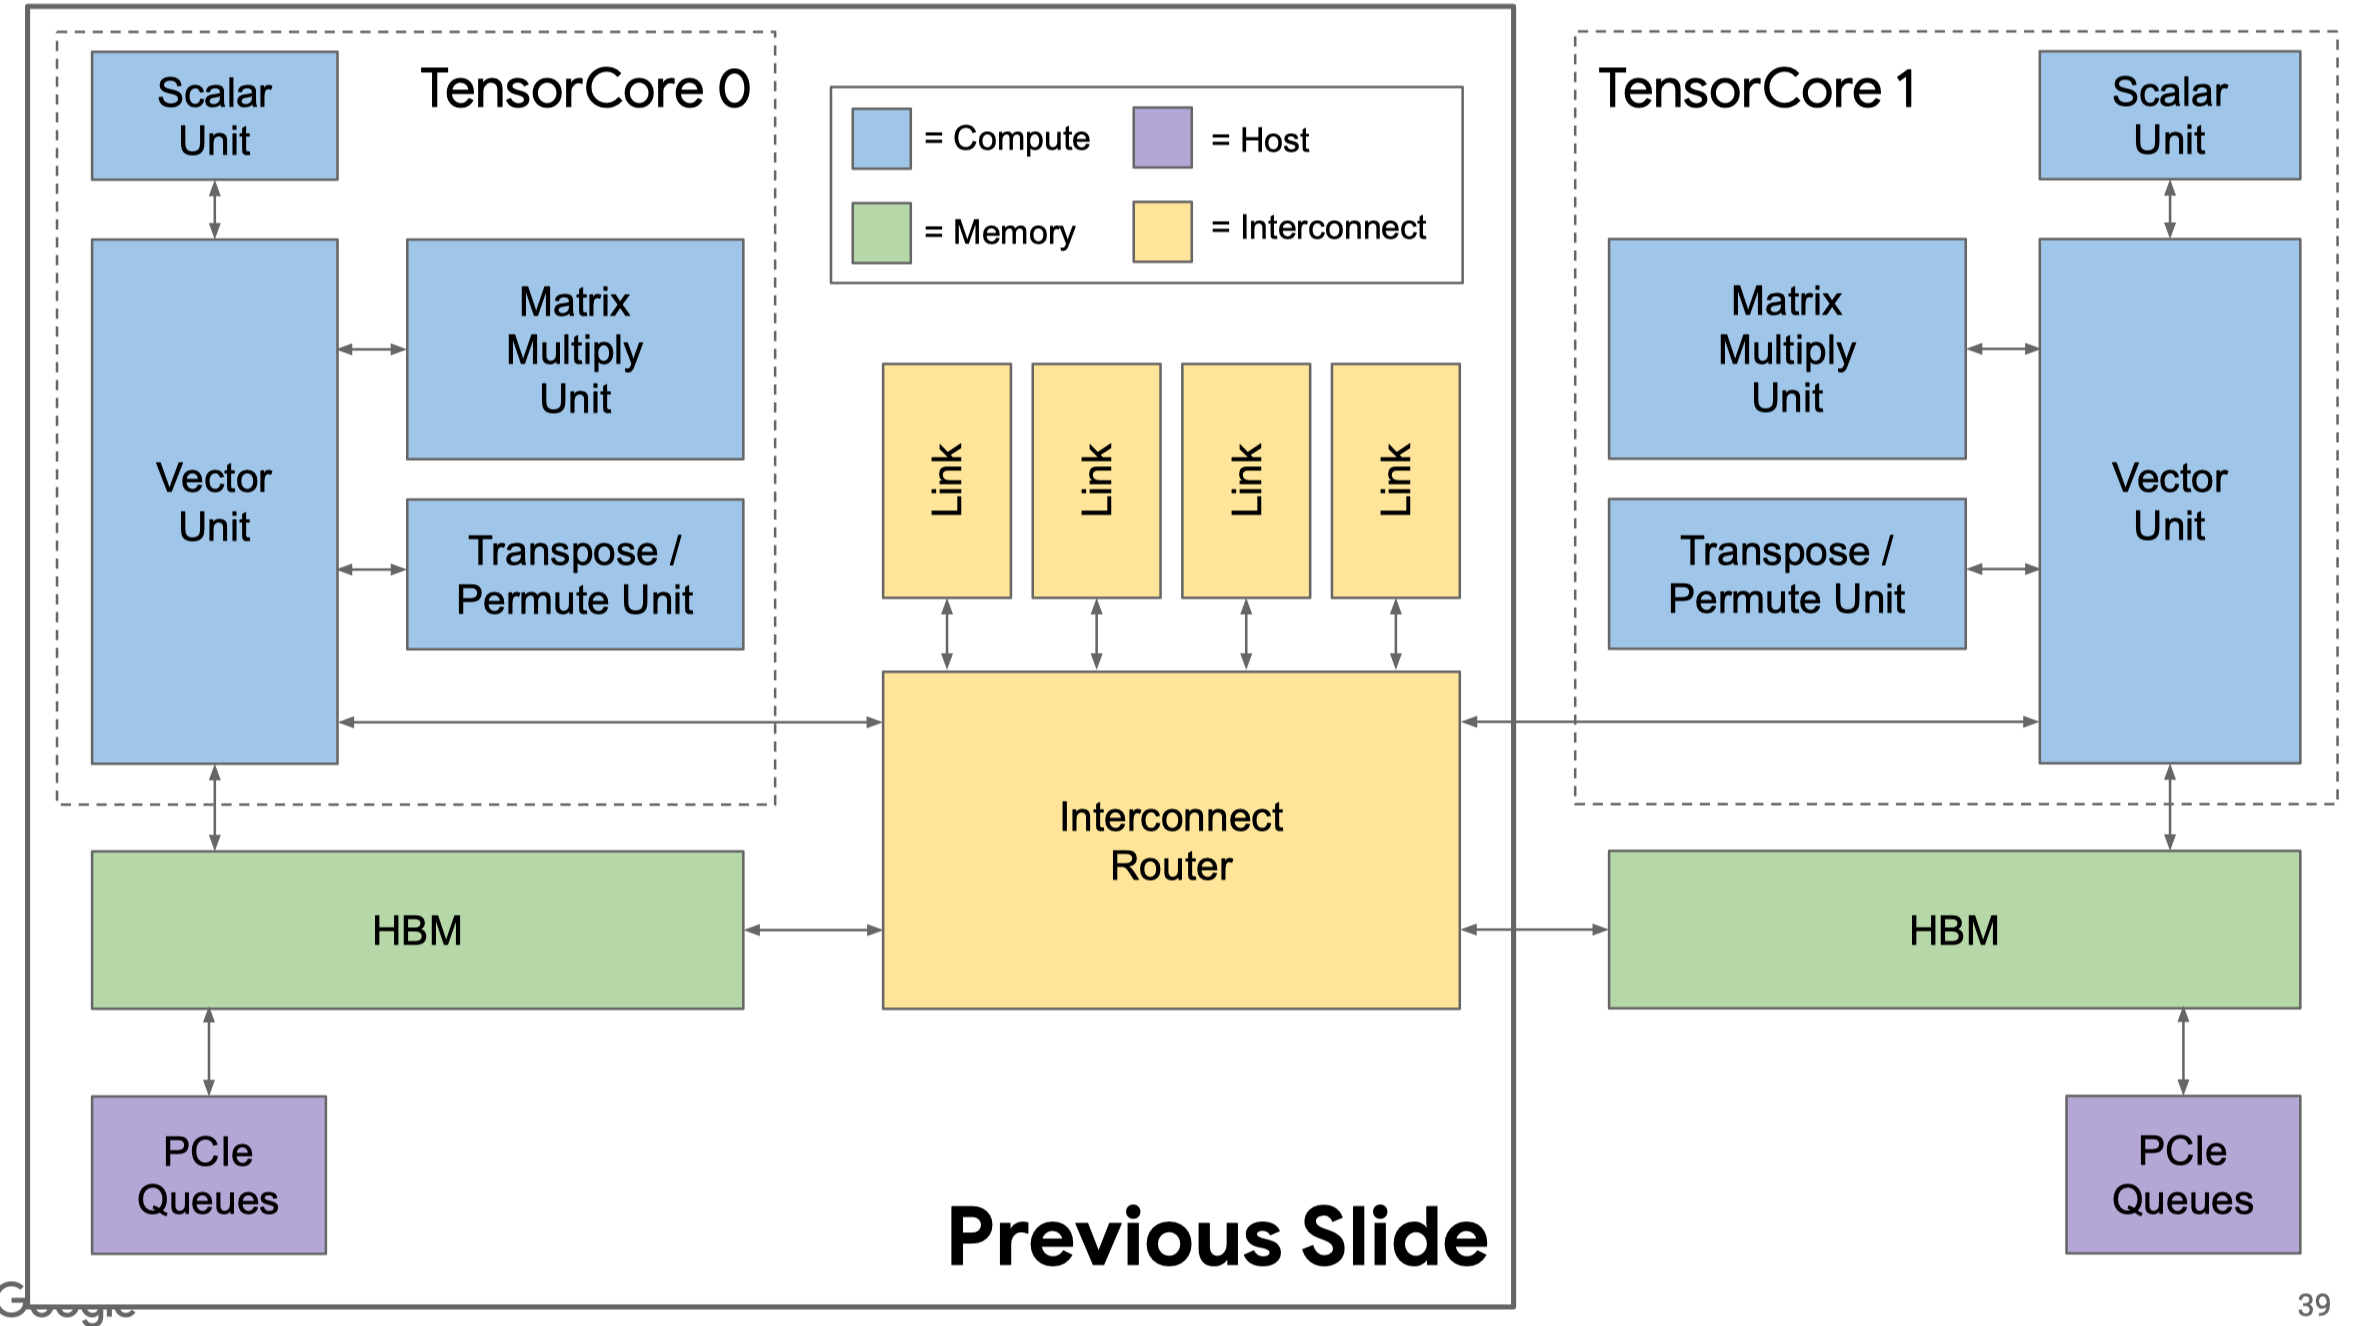 TensorCore 0
Scalar
Unit
Vector
Unit
Matrix
Multiply
Unit
Transpose /
Permute Unit
HBM
PCIe
Queues
= Compute
= Host
= Memory
= Interconnect
Link
Link
Link
Link
Interconnect
Router
Previous Slide
TensorCore 1
Scalar
Unit
Matrix
Multiply
Unit
Transpose /
Permute Unit
Vector
Unit
HBM
PCIe
Queues
Google
39